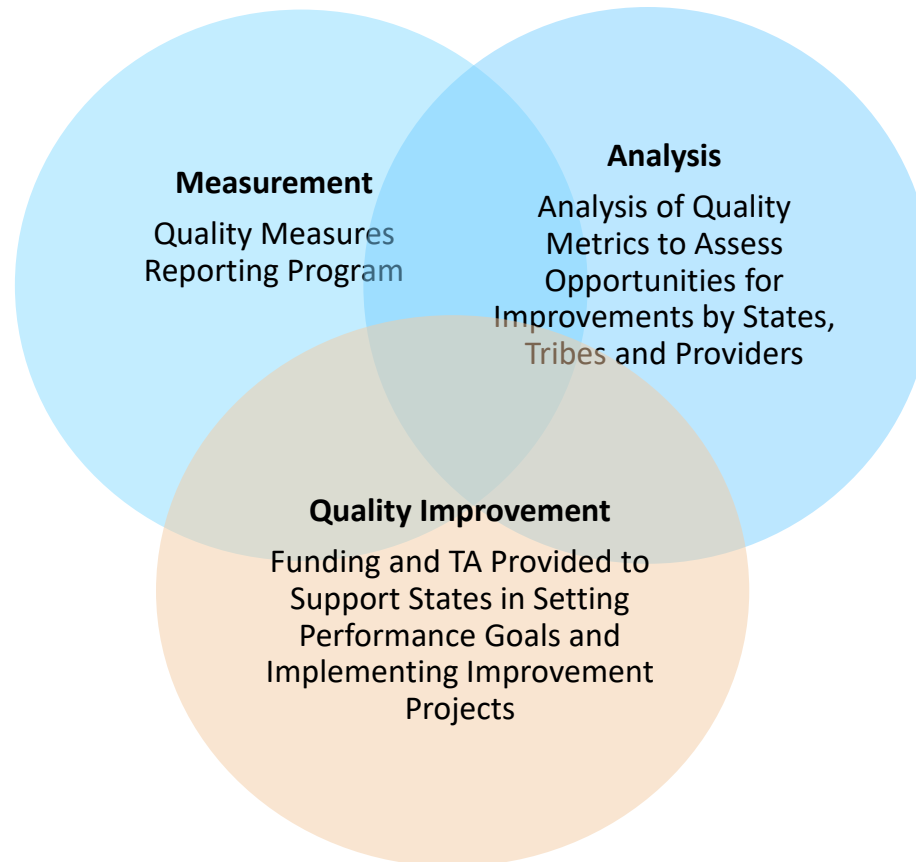 Measurement
Quality Measures
Reporting Program
Analysis
Analysis of Quality
Metrics to Assess
Opportunities for
Improvements by States,
Tribes and Providers
Quality Improvement
Funding and TA Provided to
Support States in Setting
Performance Goals and
Implementing Improvement
Projects